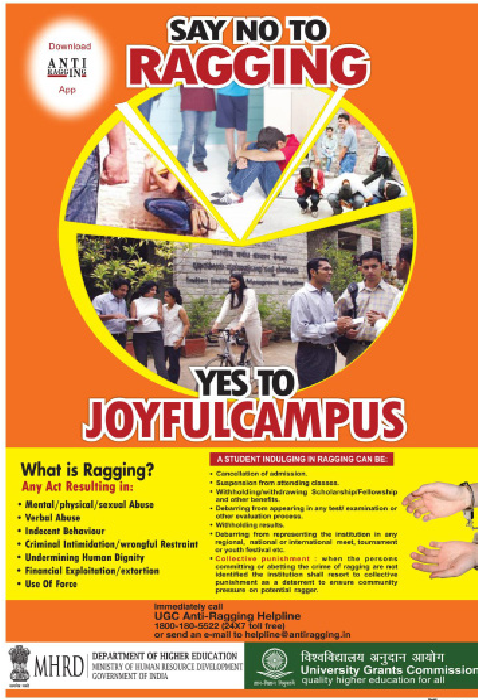 Download
ANTI
RAGGING
App
SAY NO TO
RAGGING
YES TO
JOYFULCAMPUS
What is Ragging?
Any Act Resulting in:
• Mental/physical/sexual Abuse
• Verbal Abuse
• Indecent Behaviour
• Criminal Intimidation/wrongful Restraint
• Undermining Human Dignity
• Financial Exploitation/extortion
• Use Of Force
A STUDENT INDULGING IN RAGGING CAN BE:
• Cancellation of admission.
• Suspension from attending classes.
• Withholding/withdrawing Scholarship/Fellowship
and other benefits.
• Debarring from appearing in any test/ examination or
other evaluation process.
• Withholding results.
• Debarring from representing the institution in any
regional, national or international meet, tournament
or youth festival etc.
• Collective punishment : when the persons
committing or abetting the crime of ragging are not
identified the institution shall resort to collective
punishment as a deterrent to ensure community
pressure on potential ragger.
Immediately call
UGC Anti-Ragging Helpline
1800-180-5522 (24X7 toll free)
or send an e-mail to helpline@antiragging.in
MHRD
DEPARTMENT OF HIGHER EDUCATION
MINISTRY OF HUMAN RESOURCE DEVELOPMENT
GOVERNMENT OF INDIA
विश्वविद्यालय अनुदान आयोग
University Grants Commission
quality higher education for all